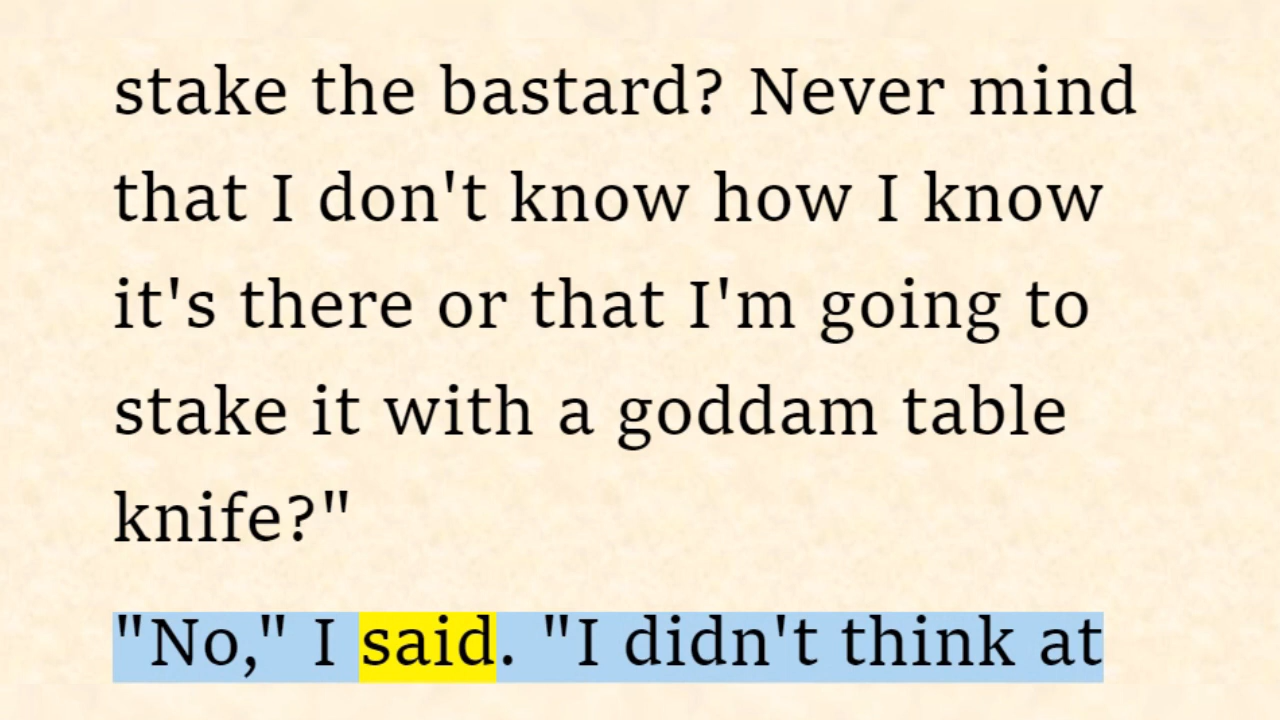 stake the bastard? Never mind
that I don't know how I know
it's there or that I'm going to
stake it with a goddam table
knife?"
"No," I said. "I didn't think at